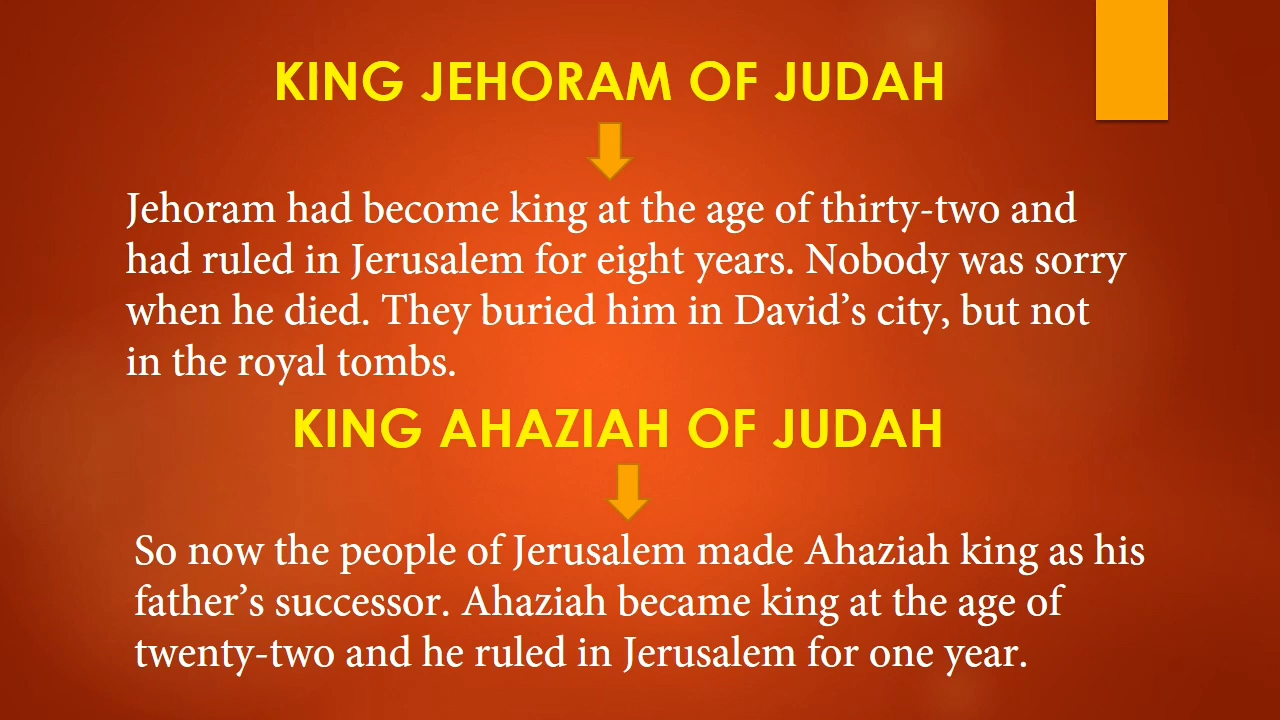 KING JEHORAM OF JUDAH
Jehoram had become king at the age of thirty-two and
had ruled in Jerusalem for eight years. Nobody was sorry
when he died. They buried him in David’s city, but not
in the royal tombs.
KING AHAZIAH OF JUDAH
So now the people of Jerusalem made Ahaziah king as his
father’s successor. Ahaziah became king at the age of
twenty-two and he ruled in Jerusalem for one year.